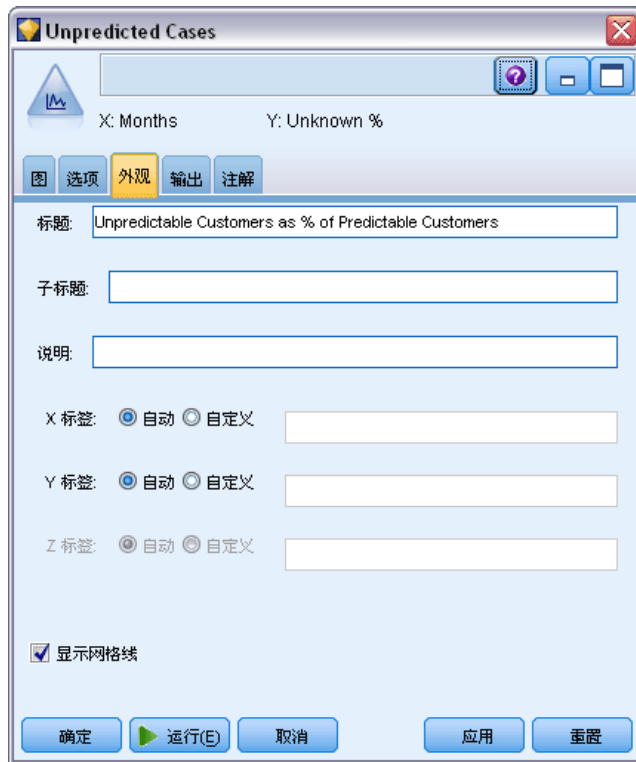 Unpredicted Cases
X: Months Y: Unknown %
图 选项 外观 输出 注解
标题: Unpredictable Customers as % of Predictable Customers
子标题:
说明:
X 标签: 自动 自定义
Y 标签: 自动 自定义
Z 标签: 自动 自定义
显示网格线
确定 运行(E) 取消 应用 重置